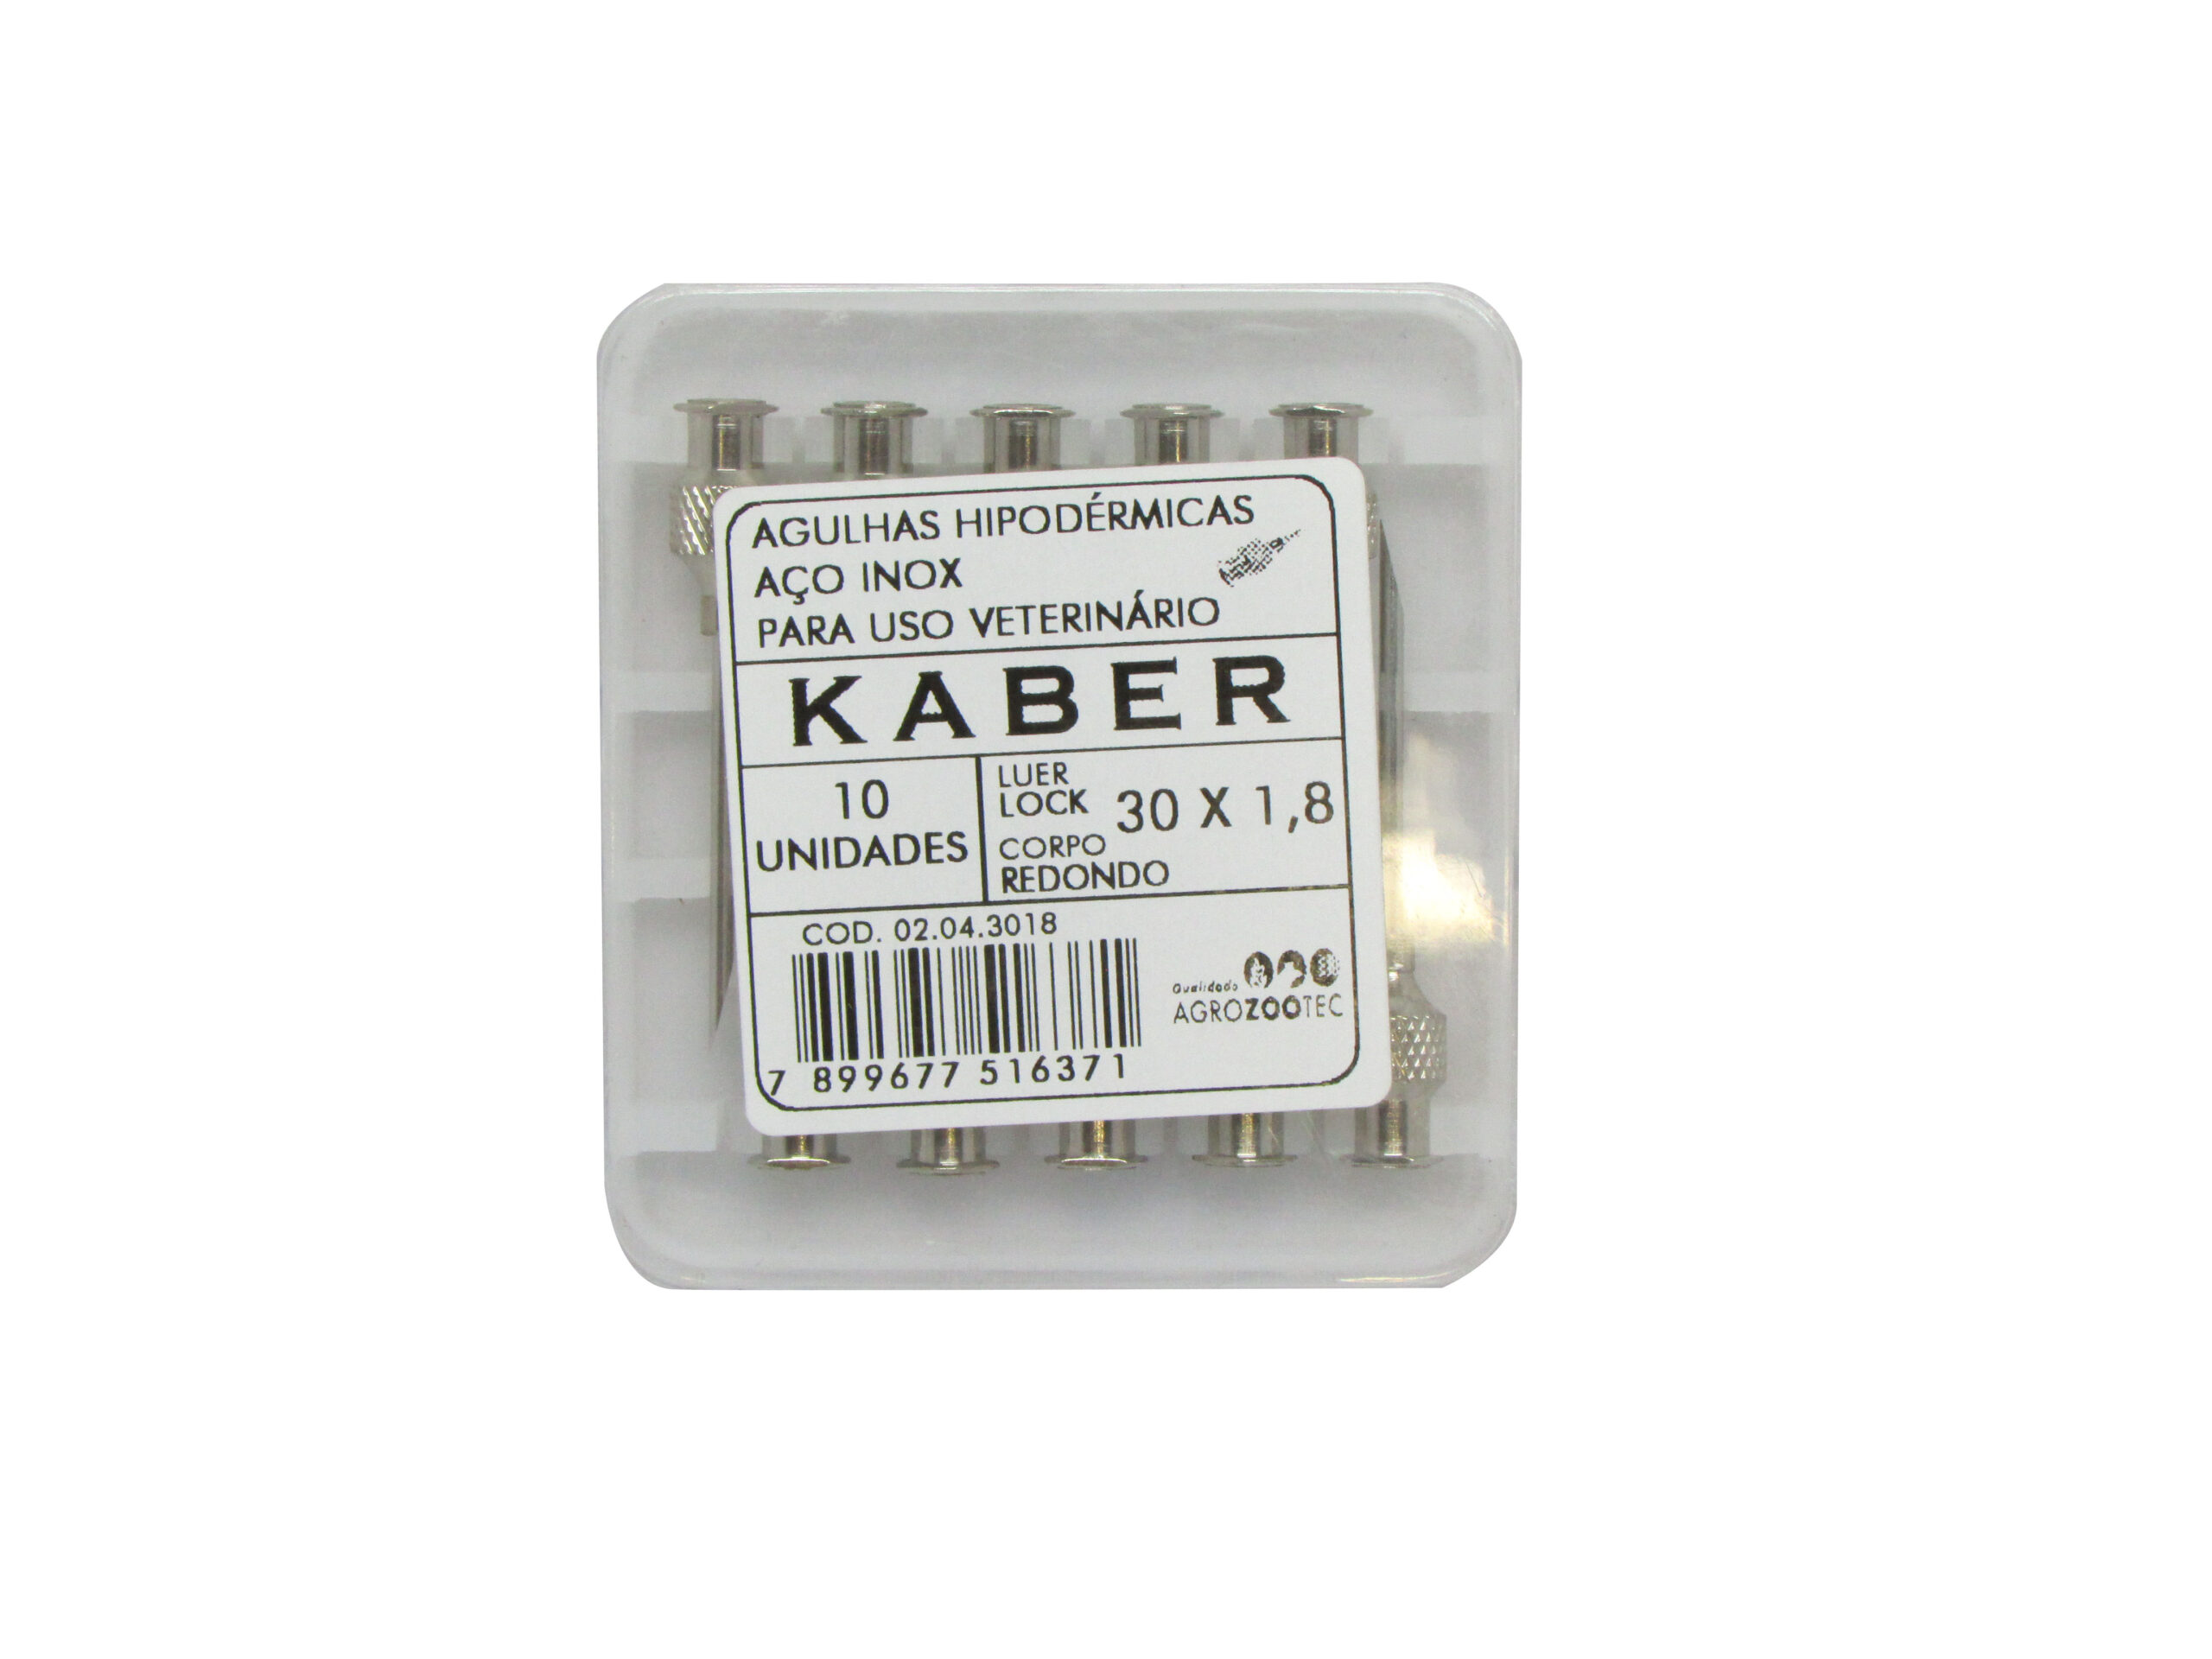 AGULHAS HIPODÉRMICAS
AÇO INOX
PARA USO VETERINÁRIO
KABER
10
UNIDADES
LUER
LOCK
30 X 1,8
CORPO
REDONDO
COD. 02.04.3018
7 899677 516371
Qualidade
AGROZOOTEC